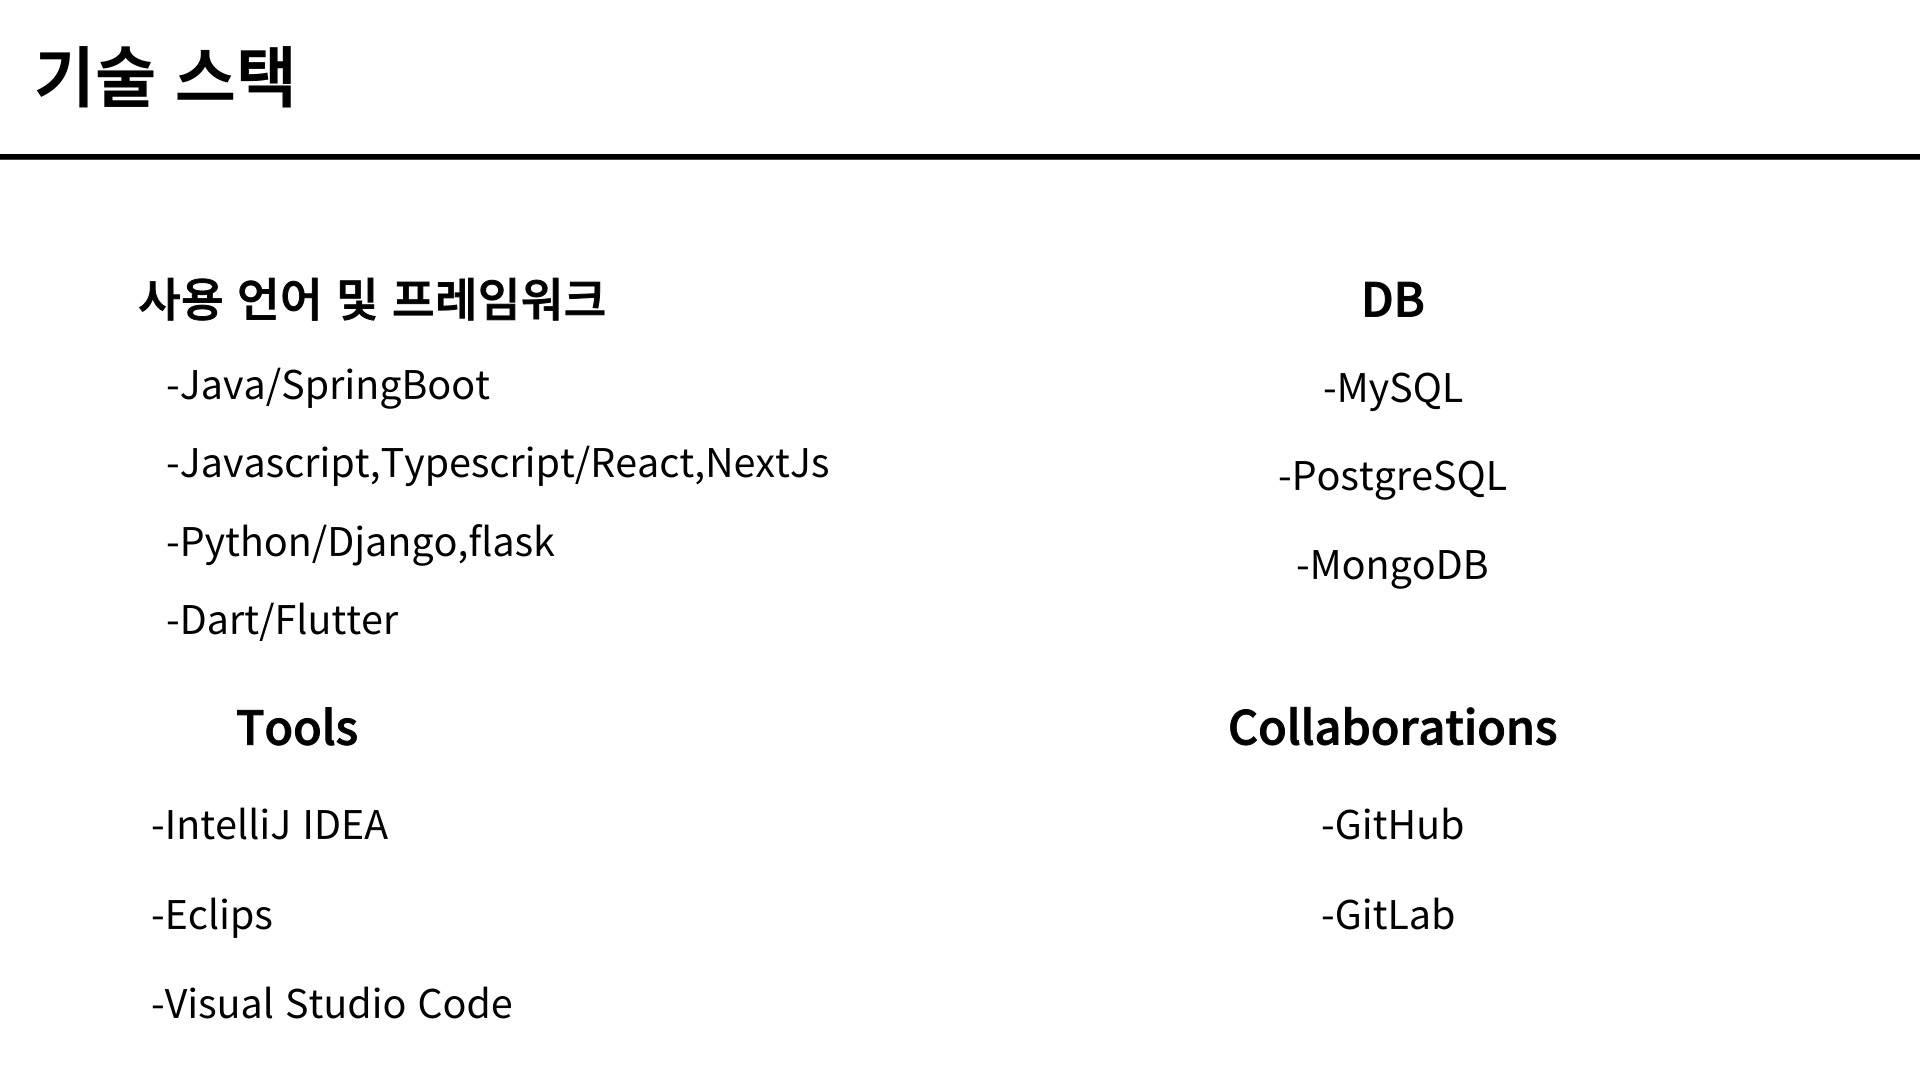 기술 스택
사용 언어 및 프레임워크
-Java/SpringBoot
-Javascript,Typescript/React,NextJs
-Python/Django,flask
-Dart/Flutter
DB
-MySQL
-PostgreSQL
-MongoDB
Tools
-IntelliJ IDEA
-Eclips
-Visual Studio Code
Collaborations
-GitHub
-GitLab